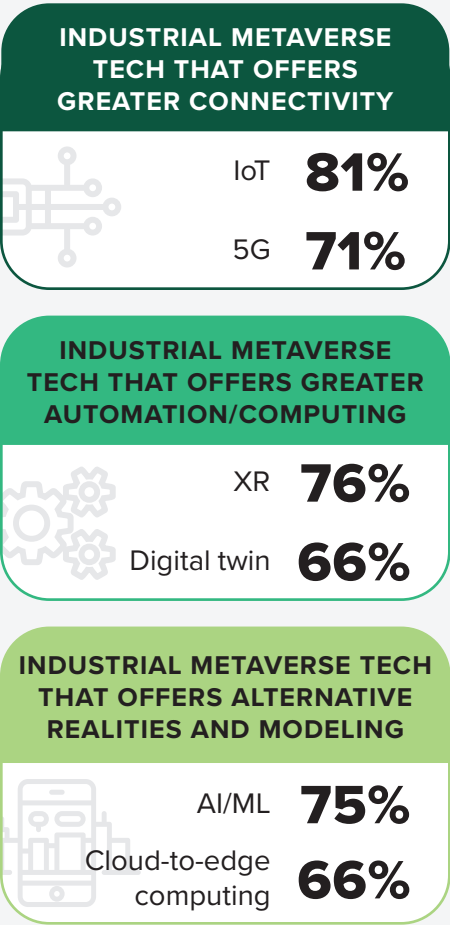 INDUSTRIAL METAVERSE
TECH THAT OFFERS
GREATER CONNECTIVITY
IoT 81%
5G 71%
INDUSTRIAL METAVERSE
TECH THAT OFFERS GREATER
AUTOMATION/COMPUTING
XR 76%
Digital twin 66%
INDUSTRIAL METAVERSE TECH
THAT OFFERS ALTERNATIVE
REALITIES AND MODELING
AI/ML 75%
Cloud-to-edge
computing 66%